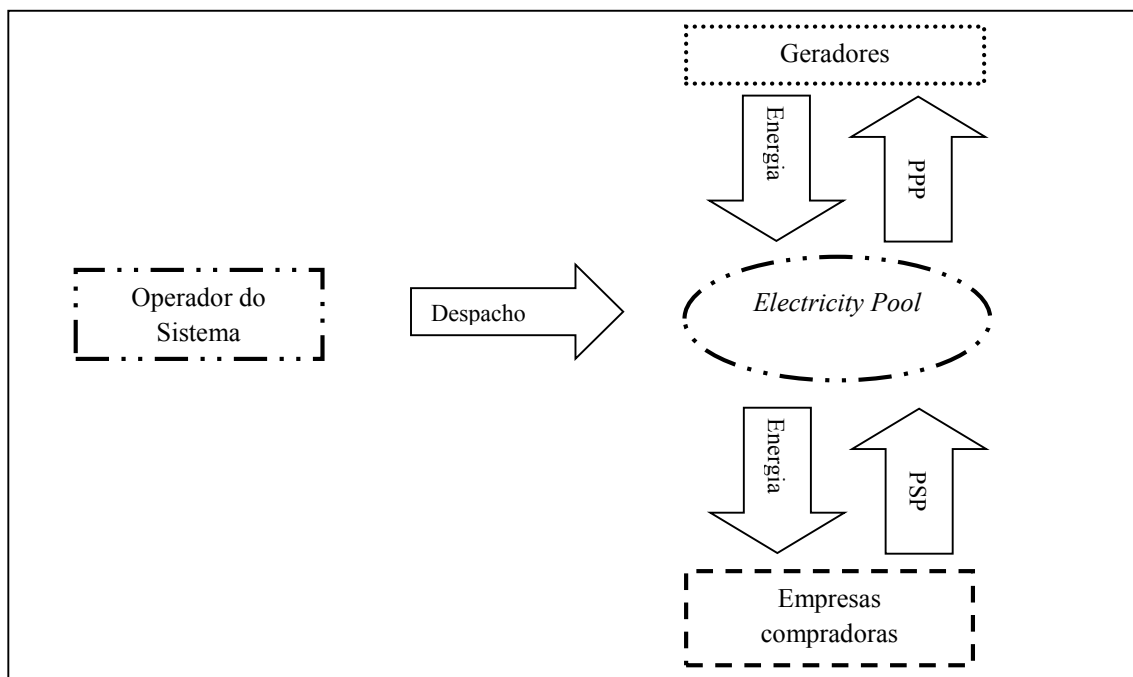 Geradores
Energia
PPP
Operador do
Sistema
Despacho
Electricity Pool
Energia
PSP
Empresas
compradoras